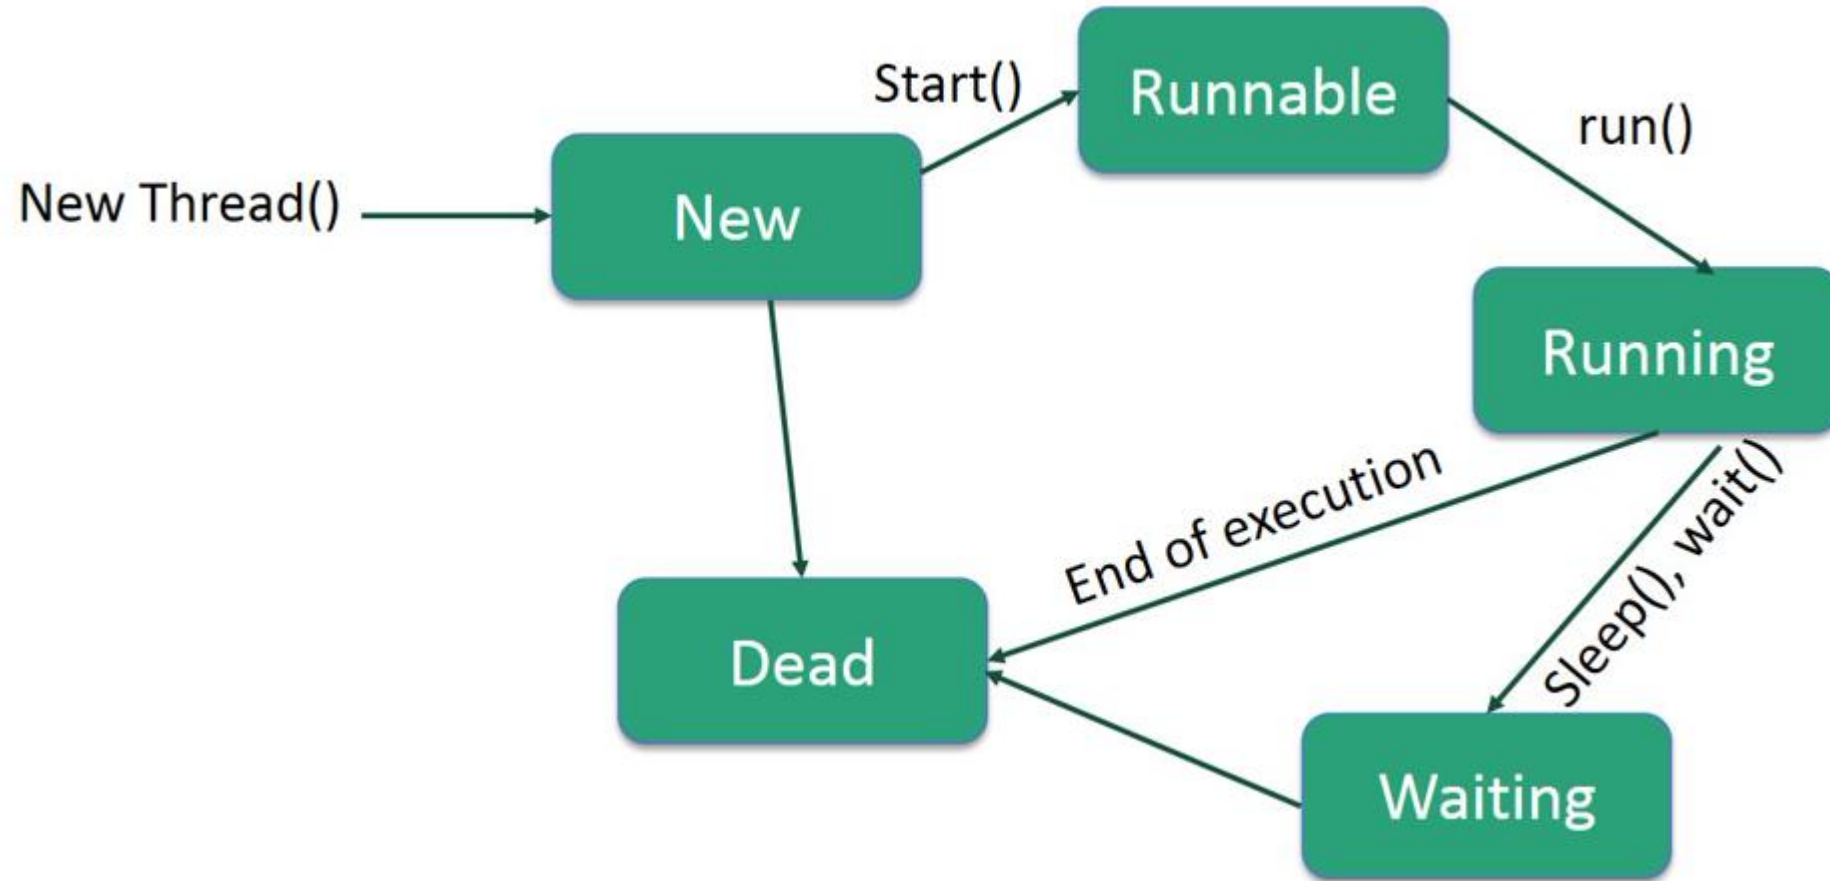 Start()
Runnable
run()
New Thread()
New
Running
End of execution
Sleep(), wait()
Dead
Waiting